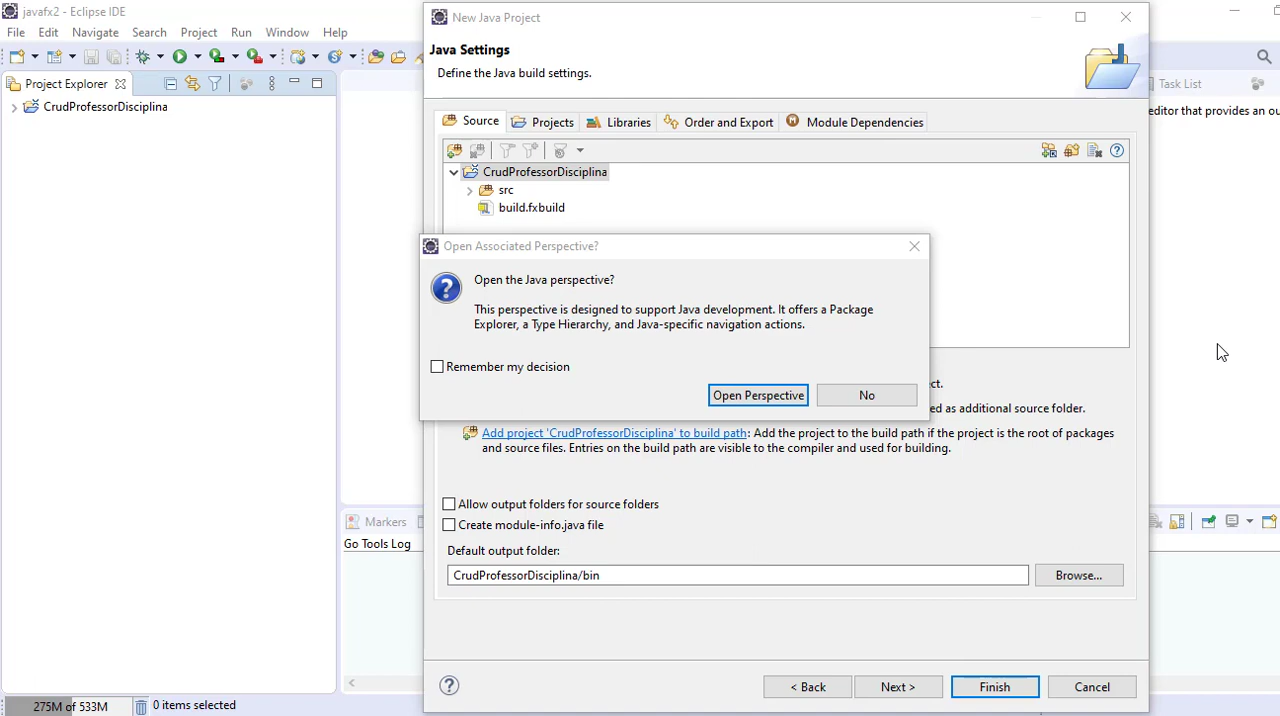 javafx2 - Eclipse IDE
File Edit Navigate Search Project Run Window Help
Project Explorer
CrudProfessorDisciplina
New Java Project
Java Settings
Define the Java build settings.
Source Projects Libraries Order and Export Module Dependencies
CrudProfessorDisciplina
src
build.fxbuild
Open Associated Perspective?
Open the Java perspective?
This perspective is designed to support Java development. It offers a Package
Explorer, a Type Hierarchy, and Java-specific navigation actions.
Remember my decision
Open Perspective No
ct.
ed as additional source folder.
Add project 'CrudProfessorDisciplina' to build path: Add the project to the build path if the project is the root of packages
and source files. Entries on the build path are visible to the compiler and used for building.
Allow output folders for source folders
Create module-info.java file
Default output folder:
CrudProfessorDisciplina/bin Browse...
< Back Next > Finish Cancel
Task List
editor that provides an ou
Markers
Go Tools Log
275M of 533M 0 items selected